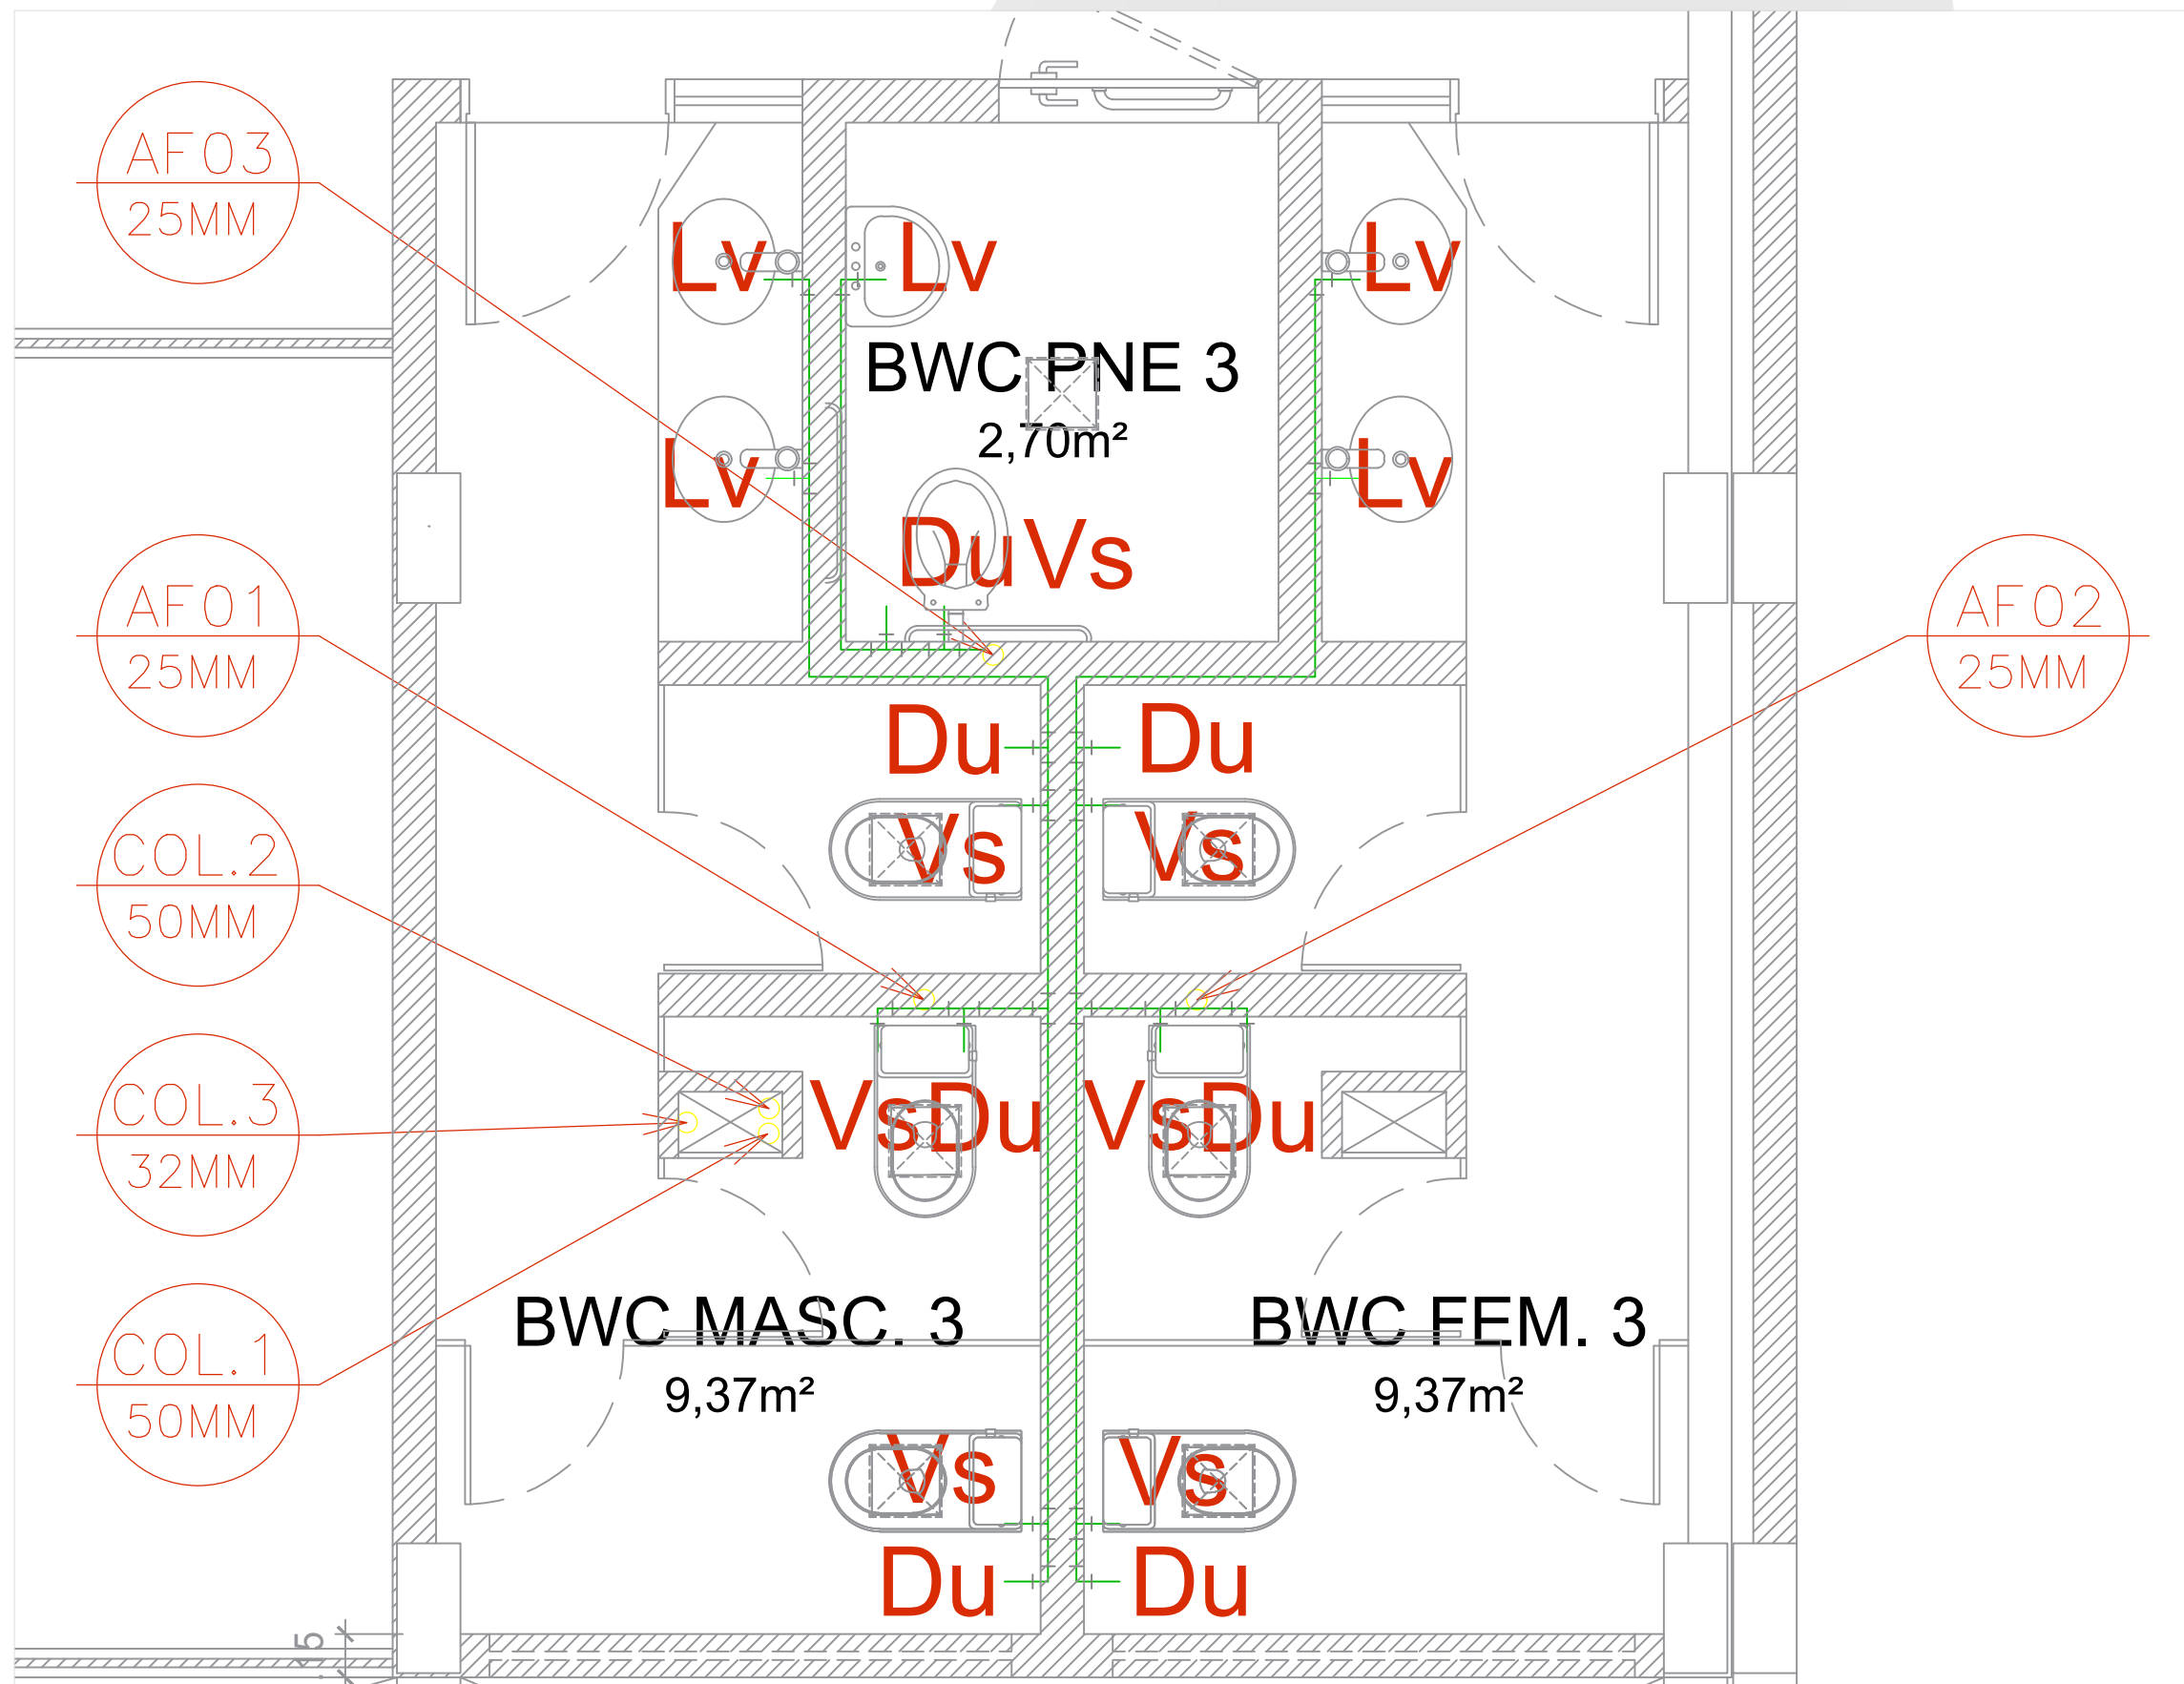 AF03
25MM
Lv
Lv
Lv
BWC PNE 3
2,70m²
Lv
Lv
DuVs
AF01
25MM
AF02
25MM
Du
Du
COL.2
50MM
Vs
Vs
COL.3
32MM
VsDu
VsDu
BWC MASC. 3
9,37m²
BWC FEM. 3
9,37m²
COL.1
50MM
Vs
Vs
Du
Du
.15